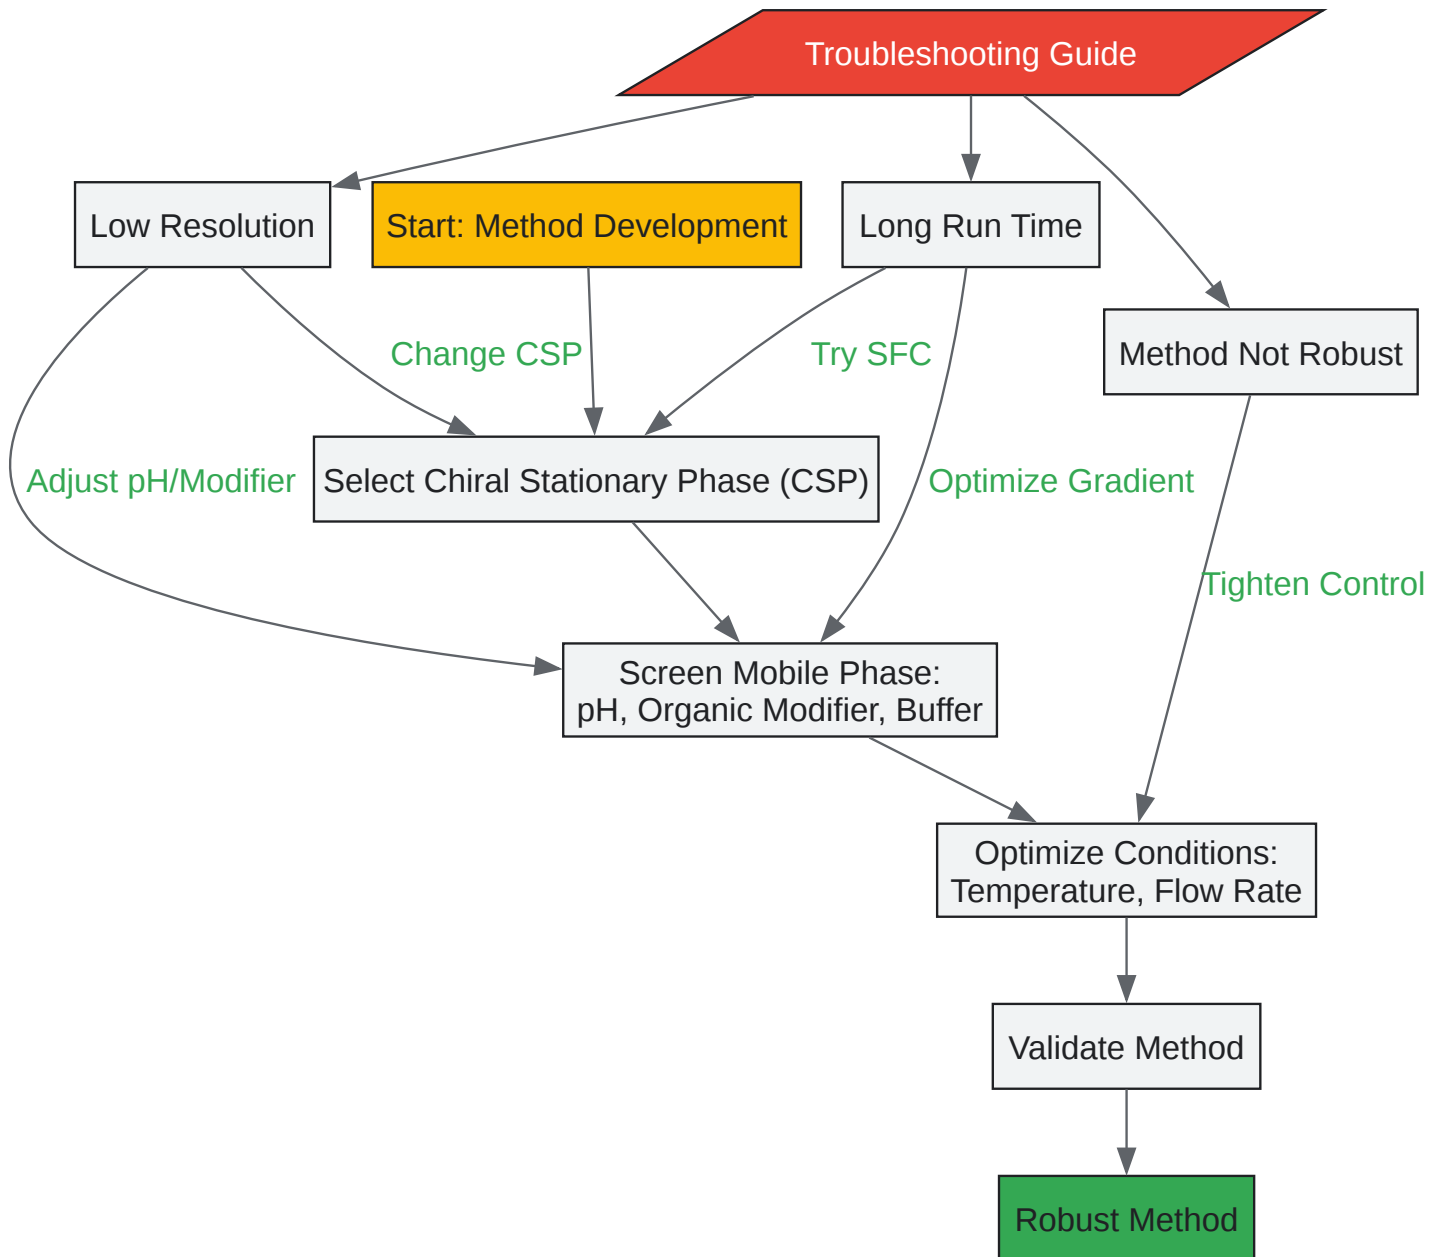 Troubleshooting Guide
Low Resolution
Start: Method Development
Long Run Time
Method Not Robust
Change CSP
Try SFC
Adjust pH/Modifier
Select Chiral Stationary Phase (CSP)
Optimize Gradient
Tighten Control
Screen Mobile Phase:
pH, Organic Modifier, Buffer
Optimize Conditions:
Temperature, Flow Rate
Validate Method
Robust Method